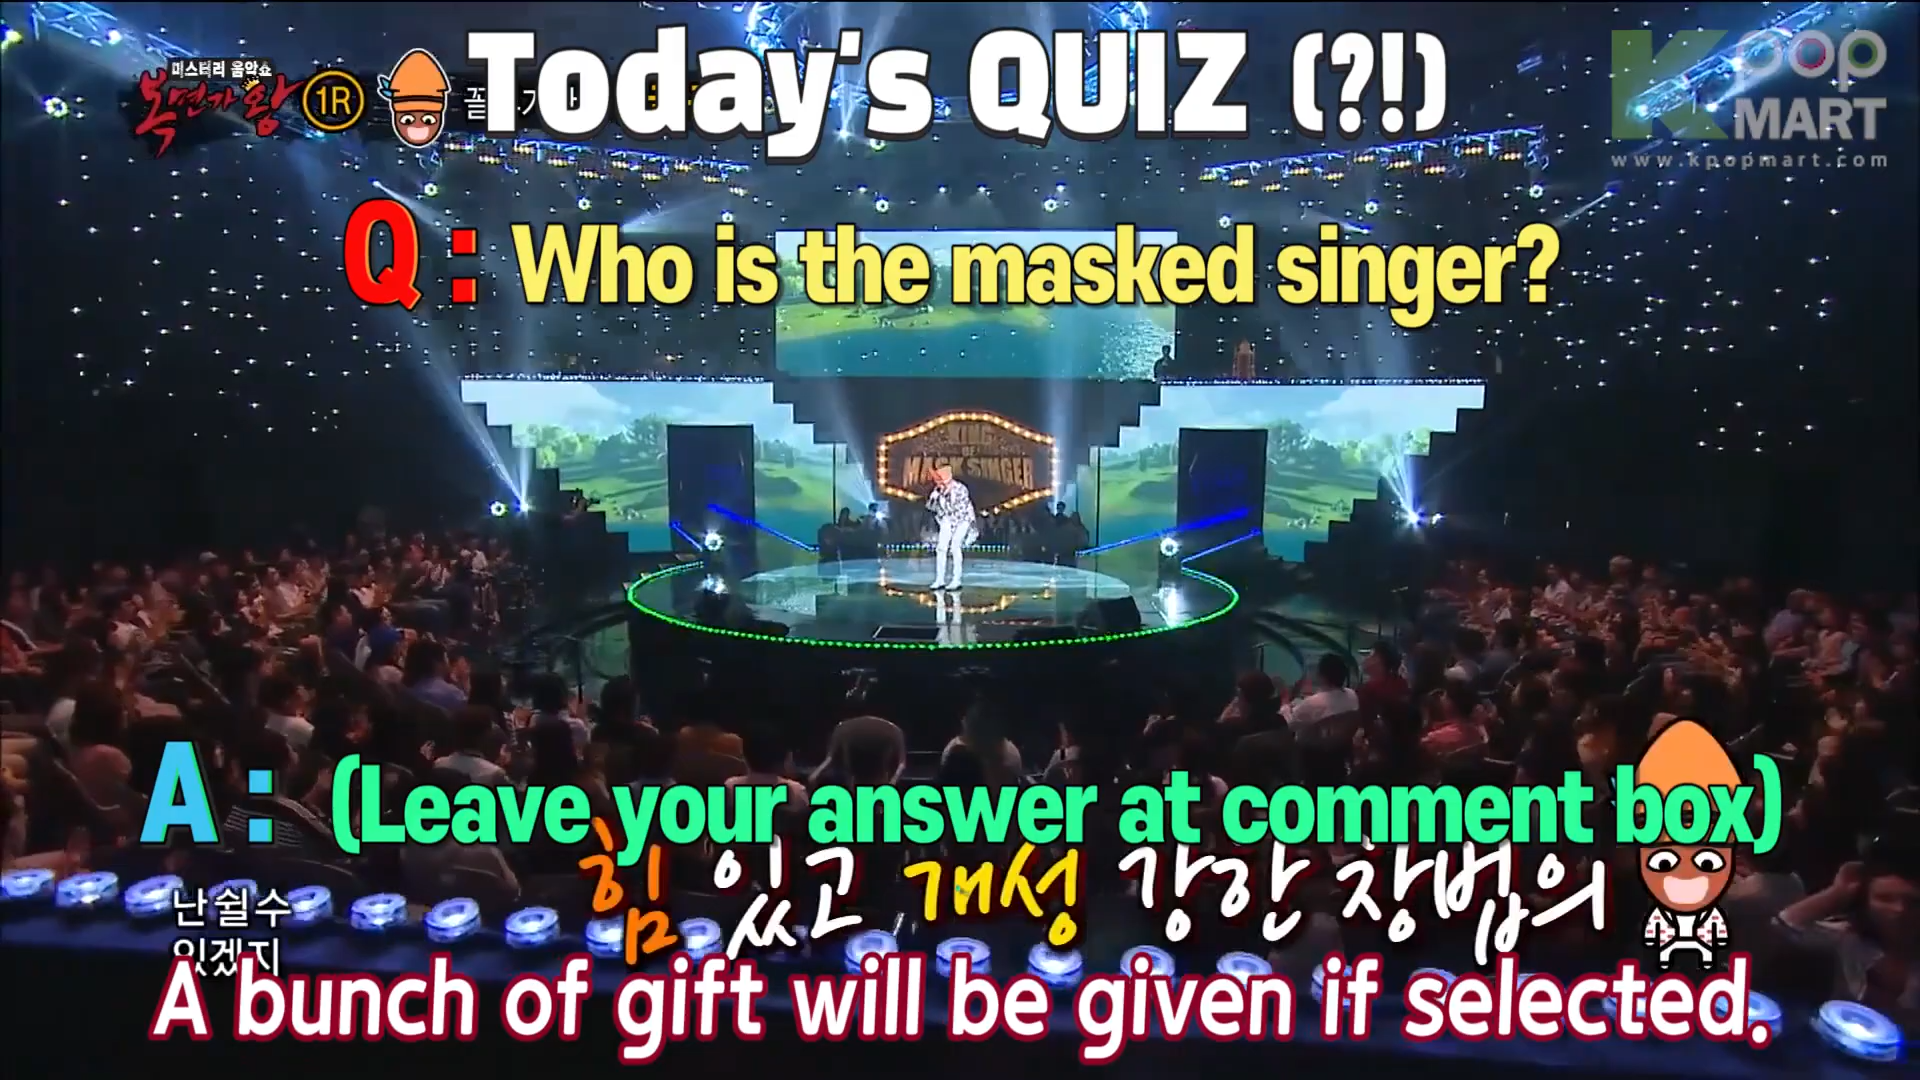 Today's QUIZ (?!)
미스터리 음악쇼
복면가왕
1R
Kpop
MART
www.kpopmart.com
Q : Who is the masked singer?
KING
OF
MASK SINGER
A : (Leave your answer at comment box)
힘 있고 개성 강한 창법의
난 쉴 수
있겠지
A bunch of gift will be given if selected.